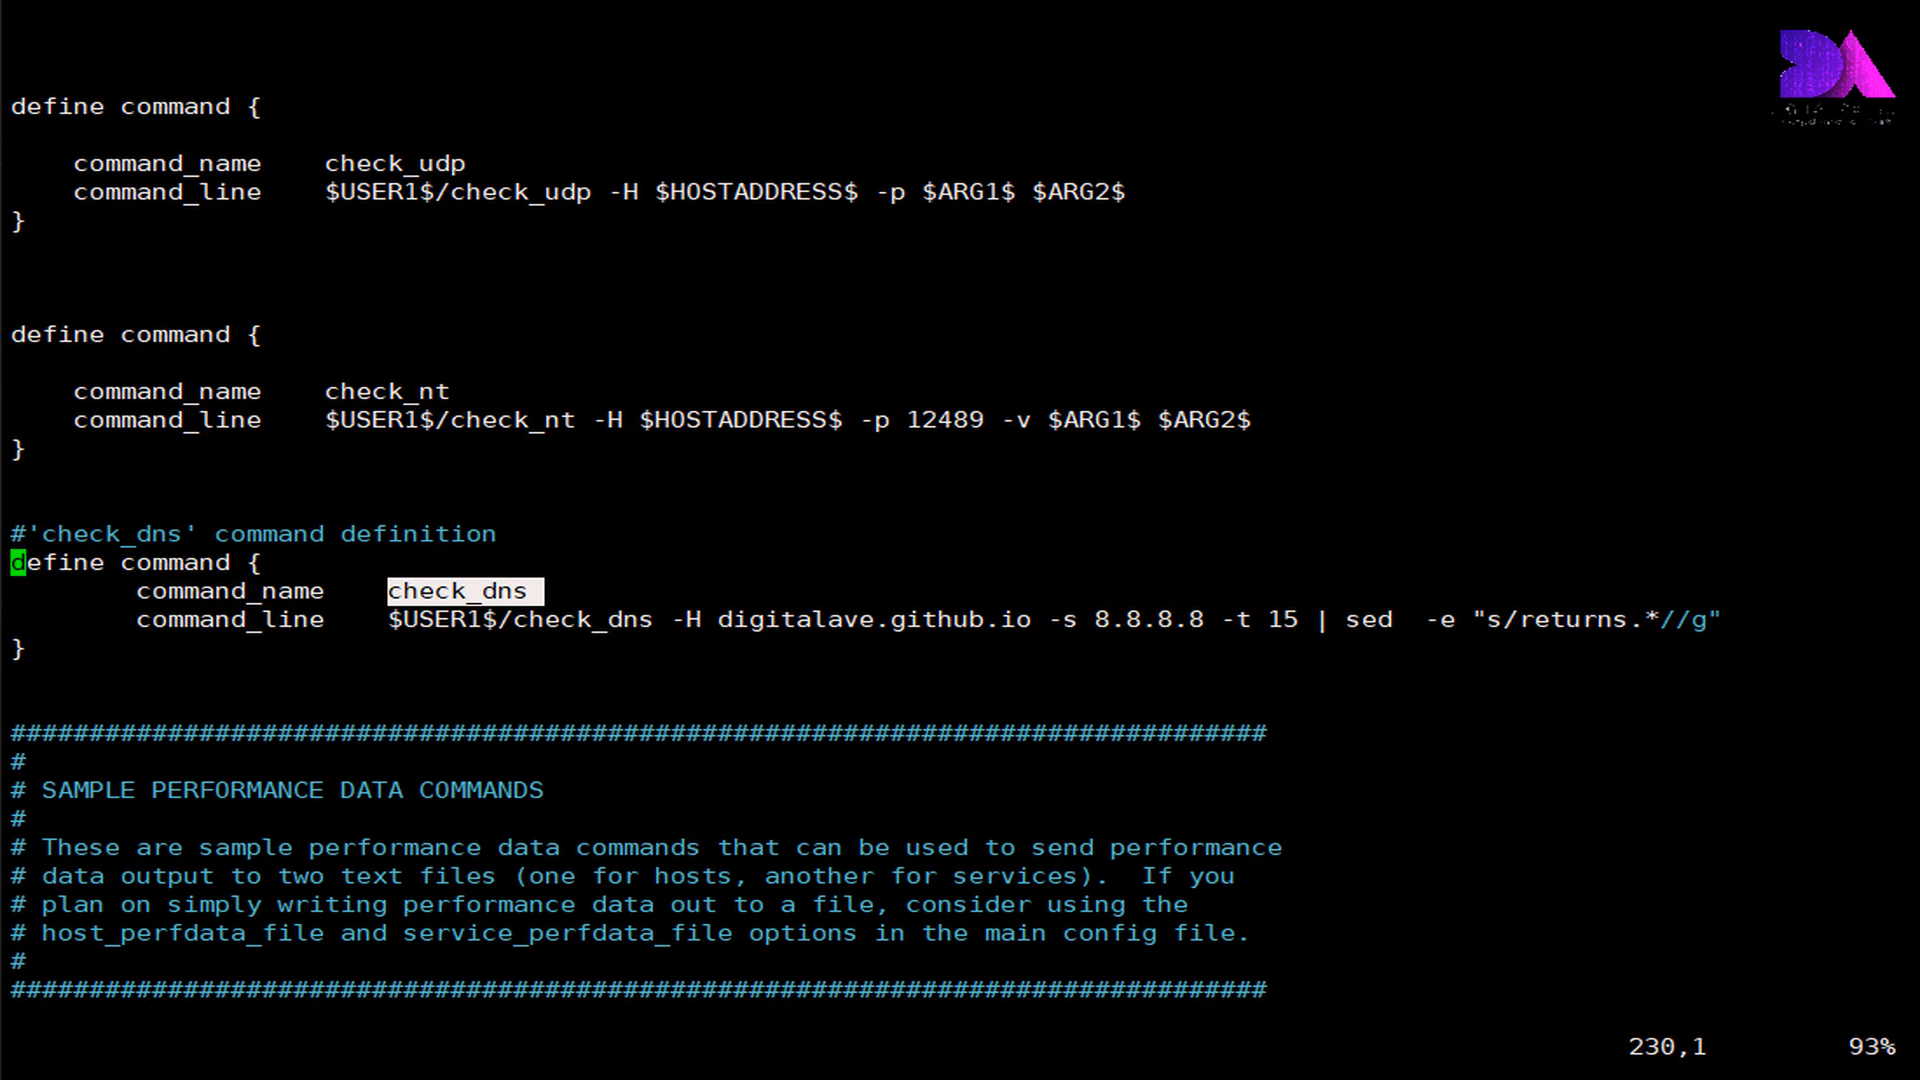 define command {
    command_name    check_udp
    command_line    $USER1$/check_udp -H $HOSTADDRESS$ -p $ARG1$ $ARG2$
}
define command {
    command_name    check_nt
    command_line    $USER1$/check_nt -H $HOSTADDRESS$ -p 12489 -v $ARG1$ $ARG2$
}
#'check_dns' command definition
define command {
        command_name    check_dns
        command_line    $USER1$/check_dns -H digitalave.github.io -s 8.8.8.8 -t 15 | sed  -e "s/returns.*//g"
}
################################################################################
#
# SAMPLE PERFORMANCE DATA COMMANDS
#
# These are sample performance data commands that can be used to send performance
# data output to two text files (one for hosts, another for services).  If you
# plan on simply writing performance data out to a file, consider using the
# host_perfdata_file and service_perfdata_file options in the main config file.
#
################################################################################
230,1         93%